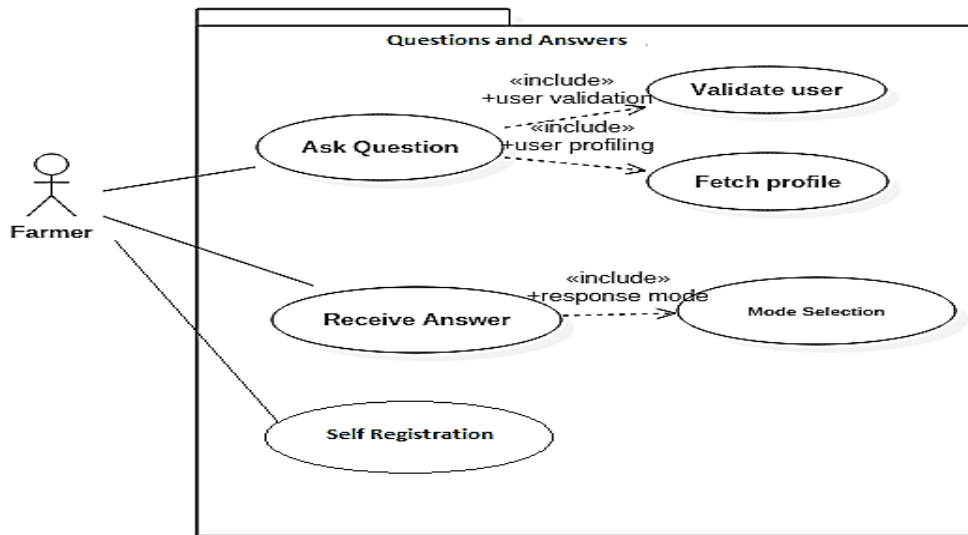 Questions and Answers
«include»
+user validation
Validate user
«include»
+user profiling
Ask Question
Fetch profile
Farmer
«include»
+response mode
Receive Answer
Mode Selection
Self Registration